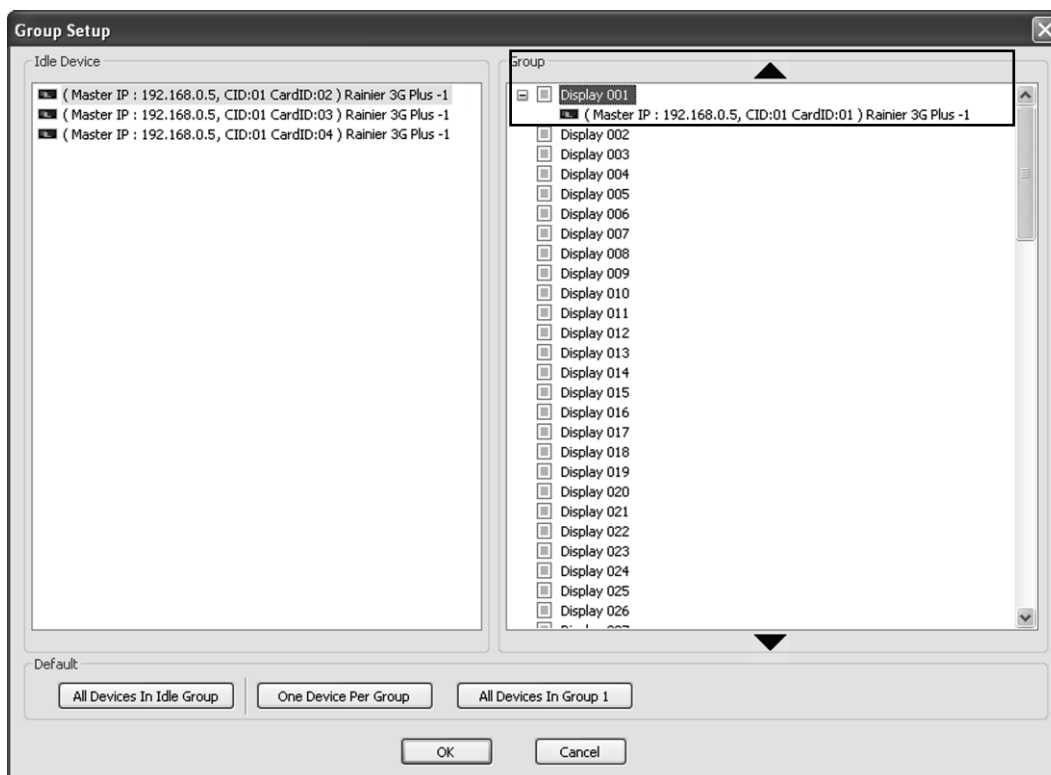 Group Setup
Idle Device
( Master IP : 192.168.0.5, CID:01 CardID:02 ) Rainier 3G Plus -1
( Master IP : 192.168.0.5, CID:01 CardID:03 ) Rainier 3G Plus -1
( Master IP : 192.168.0.5, CID:01 CardID:04 ) Rainier 3G Plus -1
Group
Display 001
( Master IP : 192.168.0.5, CID:01 CardID:01 ) Rainier 3G Plus -1
Display 002
Display 003
Display 004
Display 005
Display 006
Display 007
Display 008
Display 009
Display 010
Display 011
Display 012
Display 013
Display 014
Display 015
Display 016
Display 017
Display 018
Display 019
Display 020
Display 021
Display 022
Display 023
Display 024
Display 025
Display 026
Default
All Devices In Idle Group
One Device Per Group
All Devices In Group 1
OK
Cancel